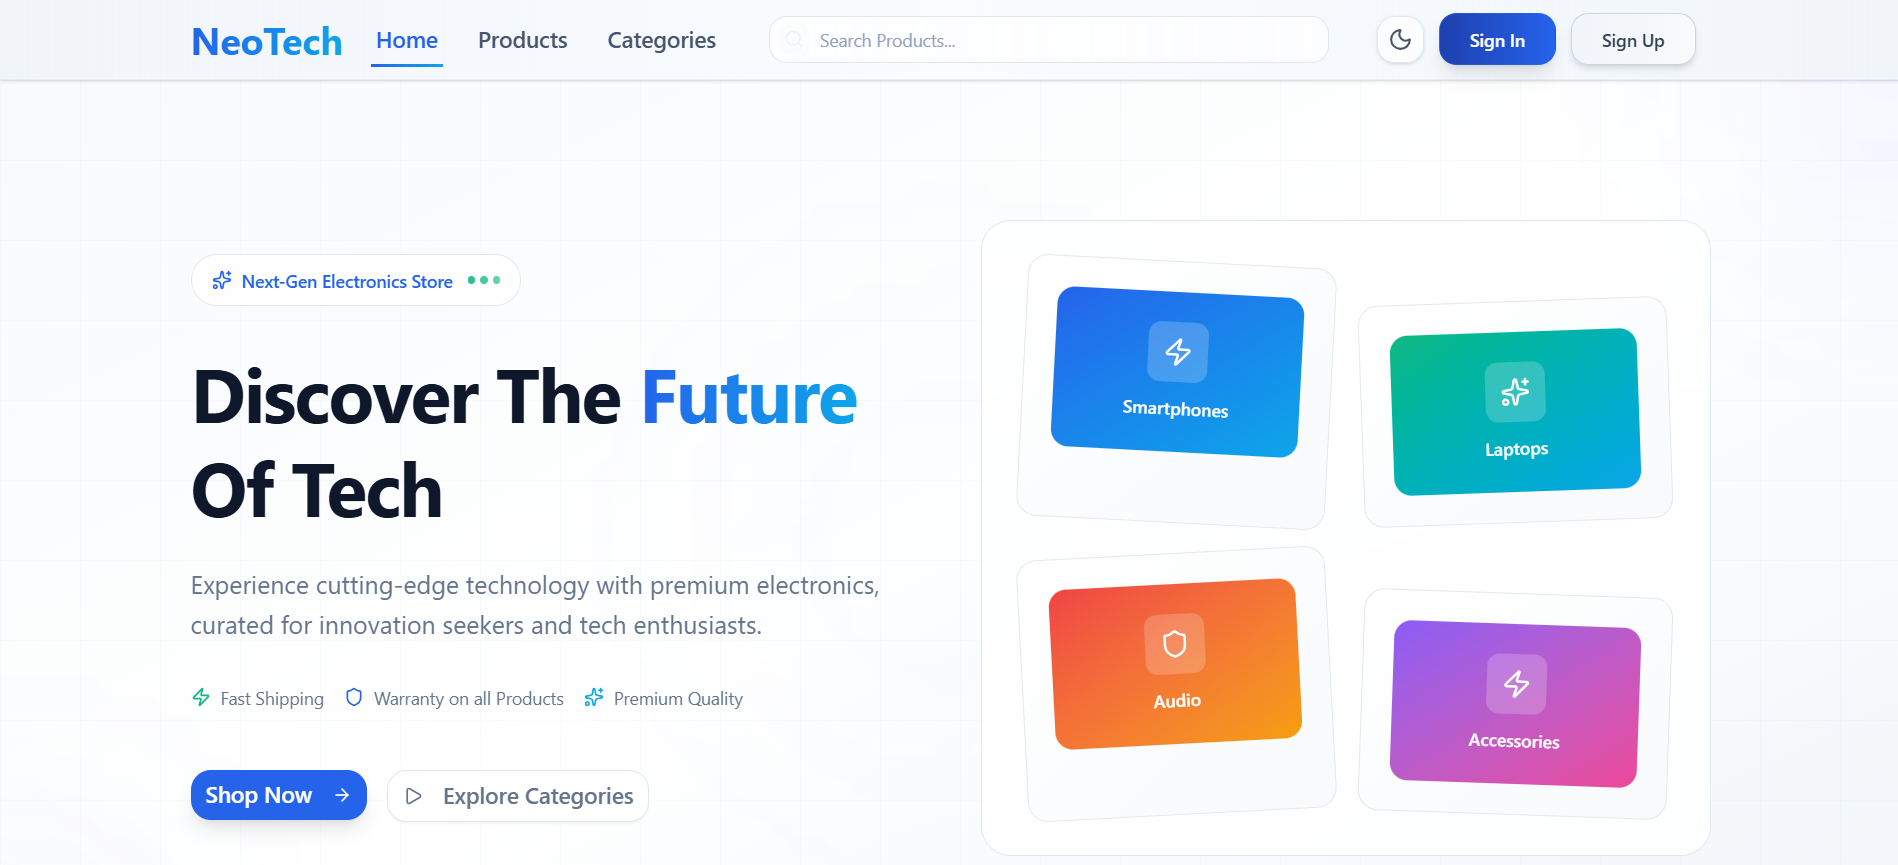 NeoTech
Home
Products
Categories
Search Products...
Sign In
Sign Up
Next-Gen Electronics Store
Discover The Future
Of Tech
Experience cutting-edge technology with premium electronics,
curated for innovation seekers and tech enthusiasts.
Fast Shipping
Warranty on all Products
Premium Quality
Shop Now
Explore Categories
Smartphones
Laptops
Audio
Accessories